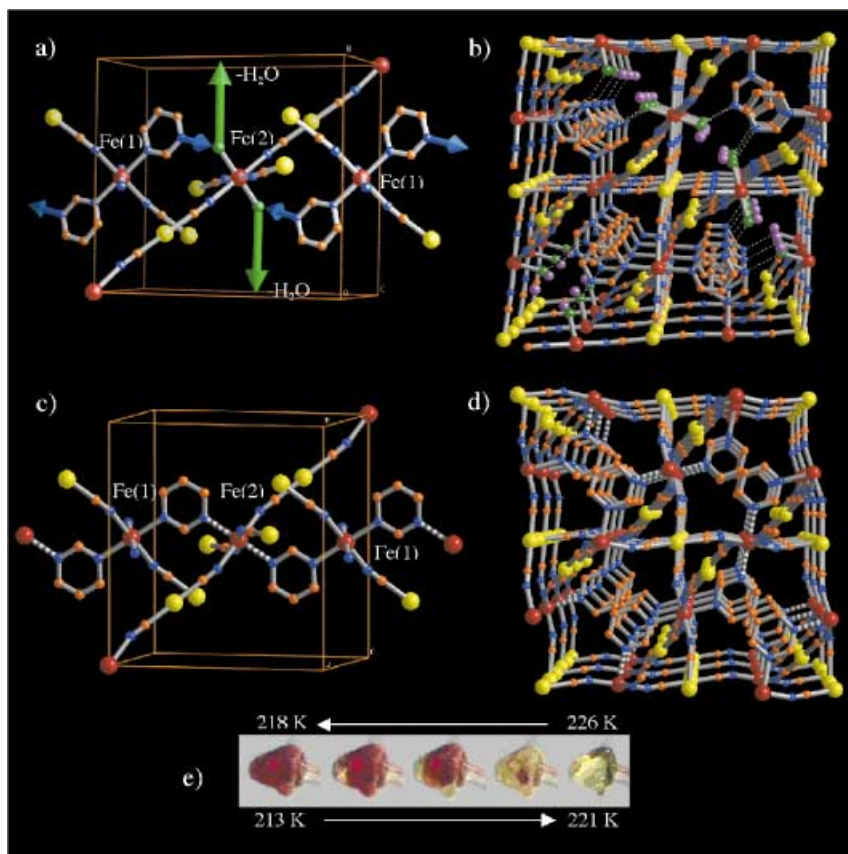 a)
-H₂O
Fe(1)
Fe(2)
Fe(1)
H₂O
b)
c)
Fe(1)
Fe(2)
Fe(1)
d)
218 K
226 K
e)
213 K
221 K